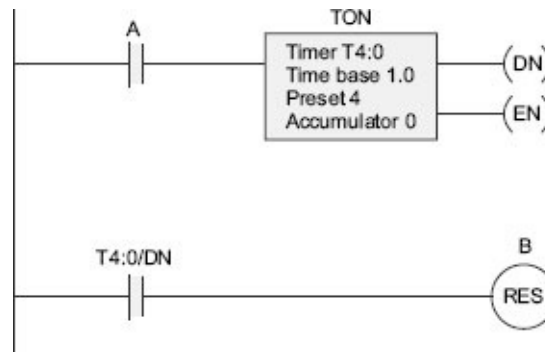 TON
A
Timer T4:0
Time base 1.0
Preset 4
Accumulator 0
DN
EN
T4:0/DN
B
RES